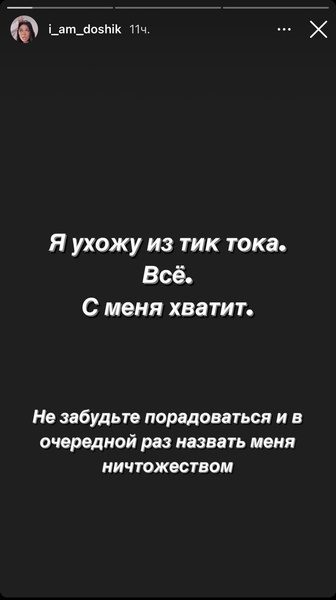 i_am_doshik 11ч.
Я ухожу из тик тока.
Всё.
С меня хватит.
Не забудьте порадоваться и в
очередной раз назвать меня
ничтожеством